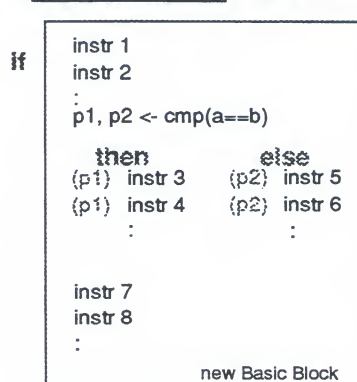 if
instr 1
instr 2
:
p1, p2 <- cmp(a==b)
then else
(p1) instr 3 (p2) instr 5
(p1) instr 4 (p2) instr 6
: :
instr 7
instr 8
:
new Basic Block